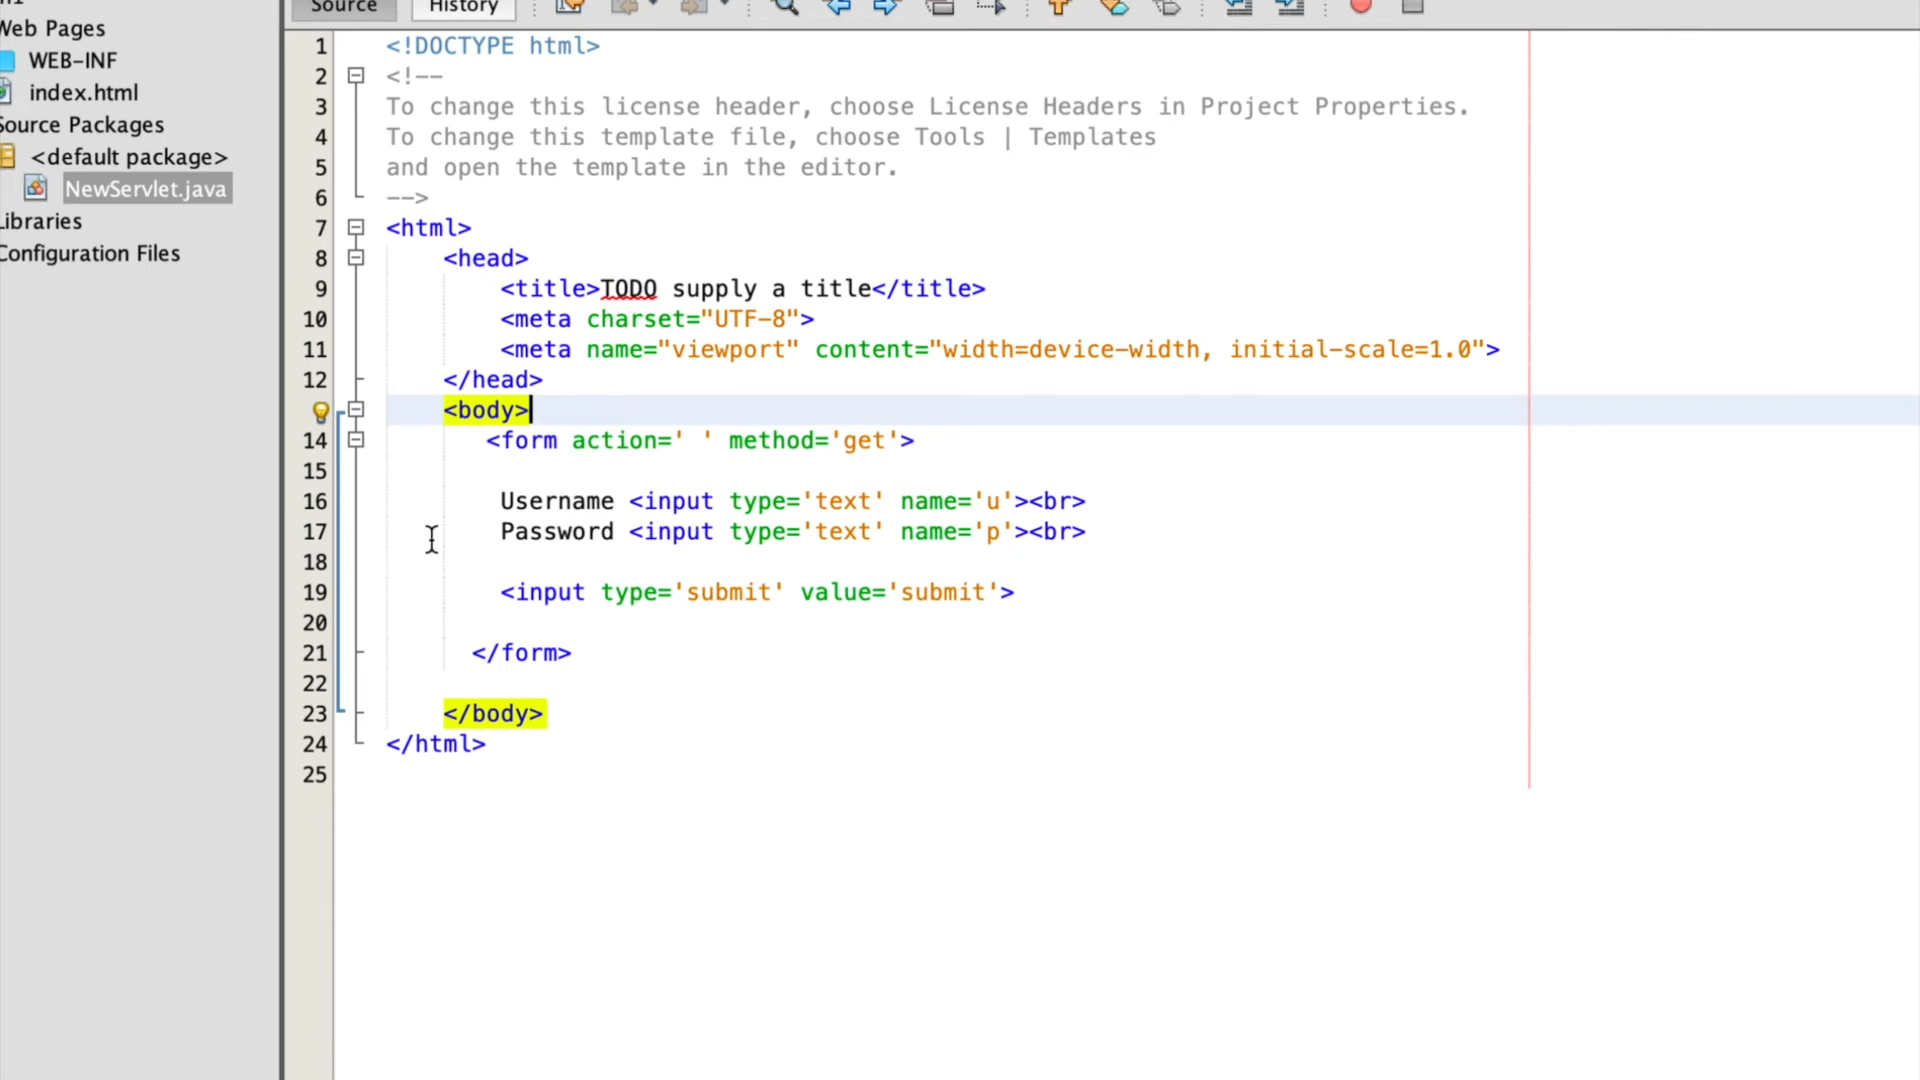 Web Pages
WEB-INF
index.html
Source Packages
<default package>
NewServlet.java
Libraries
Configuration Files
Source History
1 <!DOCTYPE html>
2 <!--
3 To change this license header, choose License Headers in Project Properties.
4 To change this template file, choose Tools | Templates
5 and open the template in the editor.
6 -->
7 <html>
8 <head>
9 <title>TODO supply a title</title>
10 <meta charset="UTF-8">
11 <meta name="viewport" content="width=device-width, initial-scale=1.0">
12 </head>
<body>
14 <form action=' ' method='get'>
15
16 Username <input type='text' name='u'><br>
17 Password <input type='text' name='p'><br>
18
19 <input type='submit' value='submit'>
20
21 </form>
22
23 </body>
24 </html>
25